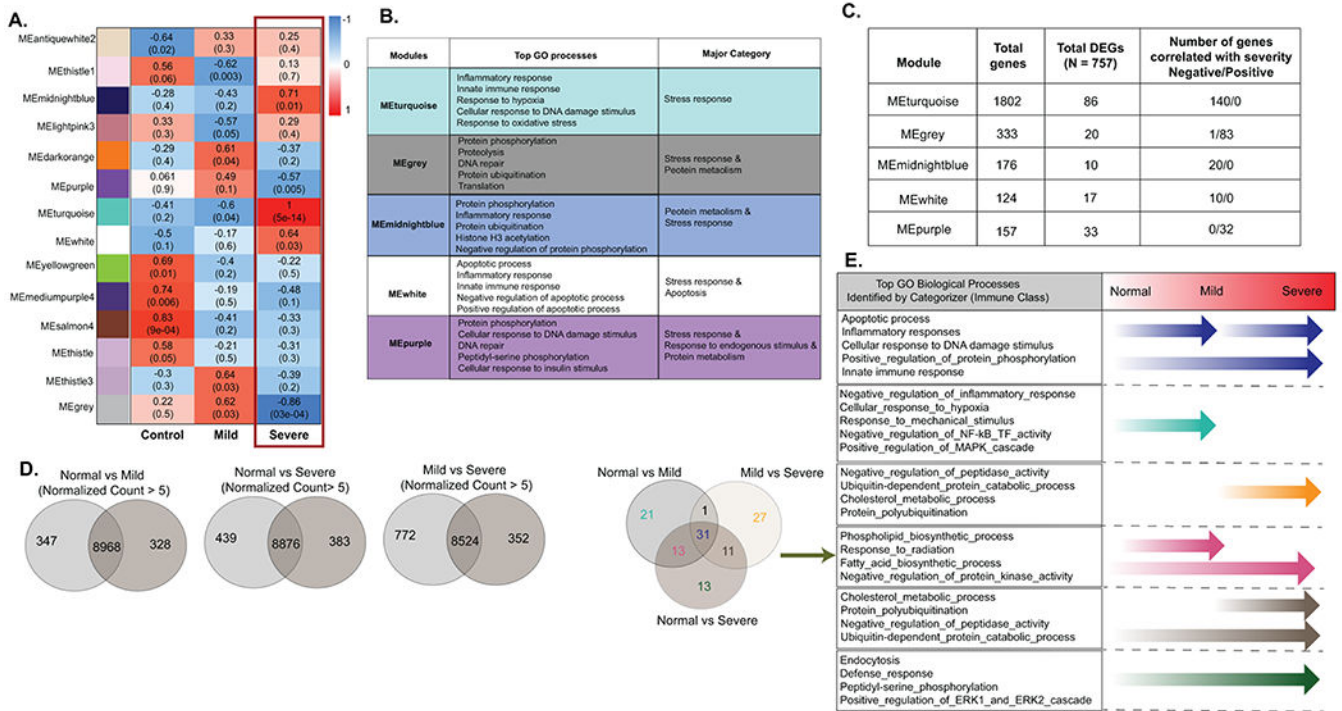 A.
MEantiquewhite2 -0.64 (0.02) 0.33 (0.3) 0.25 (0.4)
MEthistle1 0.56 (0.06) -0.62 (0.003) 0.13 (0.7)
MEmidnightblue -0.28 (0.4) -0.43 (0.2) 0.71 (0.01)
MElightpink3 0.33 (0.3) -0.57 (0.05) 0.29 (0.4)
MEdarkorange -0.29 (0.4) 0.61 (0.04) -0.37 (0.2)
MEpurple 0.061 (0.9) 0.49 (0.1) -0.57 (0.005)
MEturquoise -0.41 (0.2) -0.6 (0.04) 1 (5e-14)
MEwhite -0.5 (0.1) -0.17 (0.6) 0.64 (0.03)
MEyellowgreen 0.69 (0.01) -0.4 (0.2) -0.22 (0.5)
MEmediumpurple4 0.74 (0.006) -0.19 (0.5) -0.48 (0.1)
MEsalmon4 0.83 (9e-04) -0.41 (0.2) -0.33 (0.3)
MEthistle 0.58 (0.05) -0.21 (0.5) -0.31 (0.3)
MEthistle3 -0.3 (0.3) 0.64 (0.03) -0.39 (0.2)
MEgrey 0.22 (0.5) 0.62 (0.03) -0.86 (03e-04)
Control Mild Severe
-1
0
1
B.
Modules Top GO processes Major Category
MEturquoise
Inflammatory response
Innate immune response
Response to hypoxia
Cellular response to DNA damage stimulus
Response to oxidative stress
Stress response
MEgrey
Protein phosphorylation
Proteolysis
DNA repair
Protein ubiquitination
Translation
Stress response &
Peotein metaolism
MEmidnightblue
Protein phosphorylation
Inflammatory response
Protein ubiquitination
Histone H3 acetylation
Negative regulation of protein phosphorylation
Peotein metaolism &
Stress response
MEwhite
Apoptotic process
Inflammatory response
Innate immune response
Negative regulation of apoptotic process
Positive regulation of apoptotic process
Stress response &
Apoptosis
MEpurple
Protein phosphorylation
Cellular response to DNA damage stimulus
DNA repair
Peptidyl-serine phosphorylation
Cellular response to insulin stimulus
Stress response &
Response to endogenous stimulus &
Protein metabolism
C.
Module Total genes Total DEGs (N = 757) Number of genes correlated with severity Negative/Positive
MEturquoise 1802 86 140/0
MEgrey 333 20 1/83
MEmidnightblue 176 10 20/0
MEwhite 124 17 10/0
MEpurple 157 33 0/32
D.
Normal vs Mild
(Normalized Count > 5)
347 8968 328
Normal vs Severe
(Normalized Count> 5)
439 8876 383
Mild vs Severe
(Normalized Count > 5)
772 8524 352
Normal vs Mild
Mild vs Severe
21 1 27
31
13 11
13
Normal vs Severe
E.
Top GO Biological Processes
Identified by Categorizer (Immune Class)
Normal Mild Severe
Apoptotic process
Inflammatory responses
Cellular response to DNA damage stimulus
Positive_regulation_of_protein_phosphorylation
Innate immune response
Negative_regulation_of_inflammatory_response
Cellular_response_to_hypoxia
Response_to_mechanical_stimulus
Negative_regulation_of_NF-kB_TF_activity
Positive_regulation_of_MAPK_cascade
Negative_regulation_of_peptidase_activity
Ubiquitin-dependent_protein_catabolic_process
Cholesterol_metabolic_process
Protein_polyubiquitination
Phospholipid_biosynthetic_process
Response_to_radiation
Fatty_acid_biosynthetic_process
Negative_regulation_of_protein_kinase_activity
Cholesterol_metabolic_process
Protein_polyubiquitination
Negative_regulation_of_peptidase_activity
Ubiquitin-dependent_protein_catabolic_process
Endocytosis
Defense_response
Peptidyl-serine_phosphorylation
Positive_regulation_of_ERK1_and_ERK2_cascade